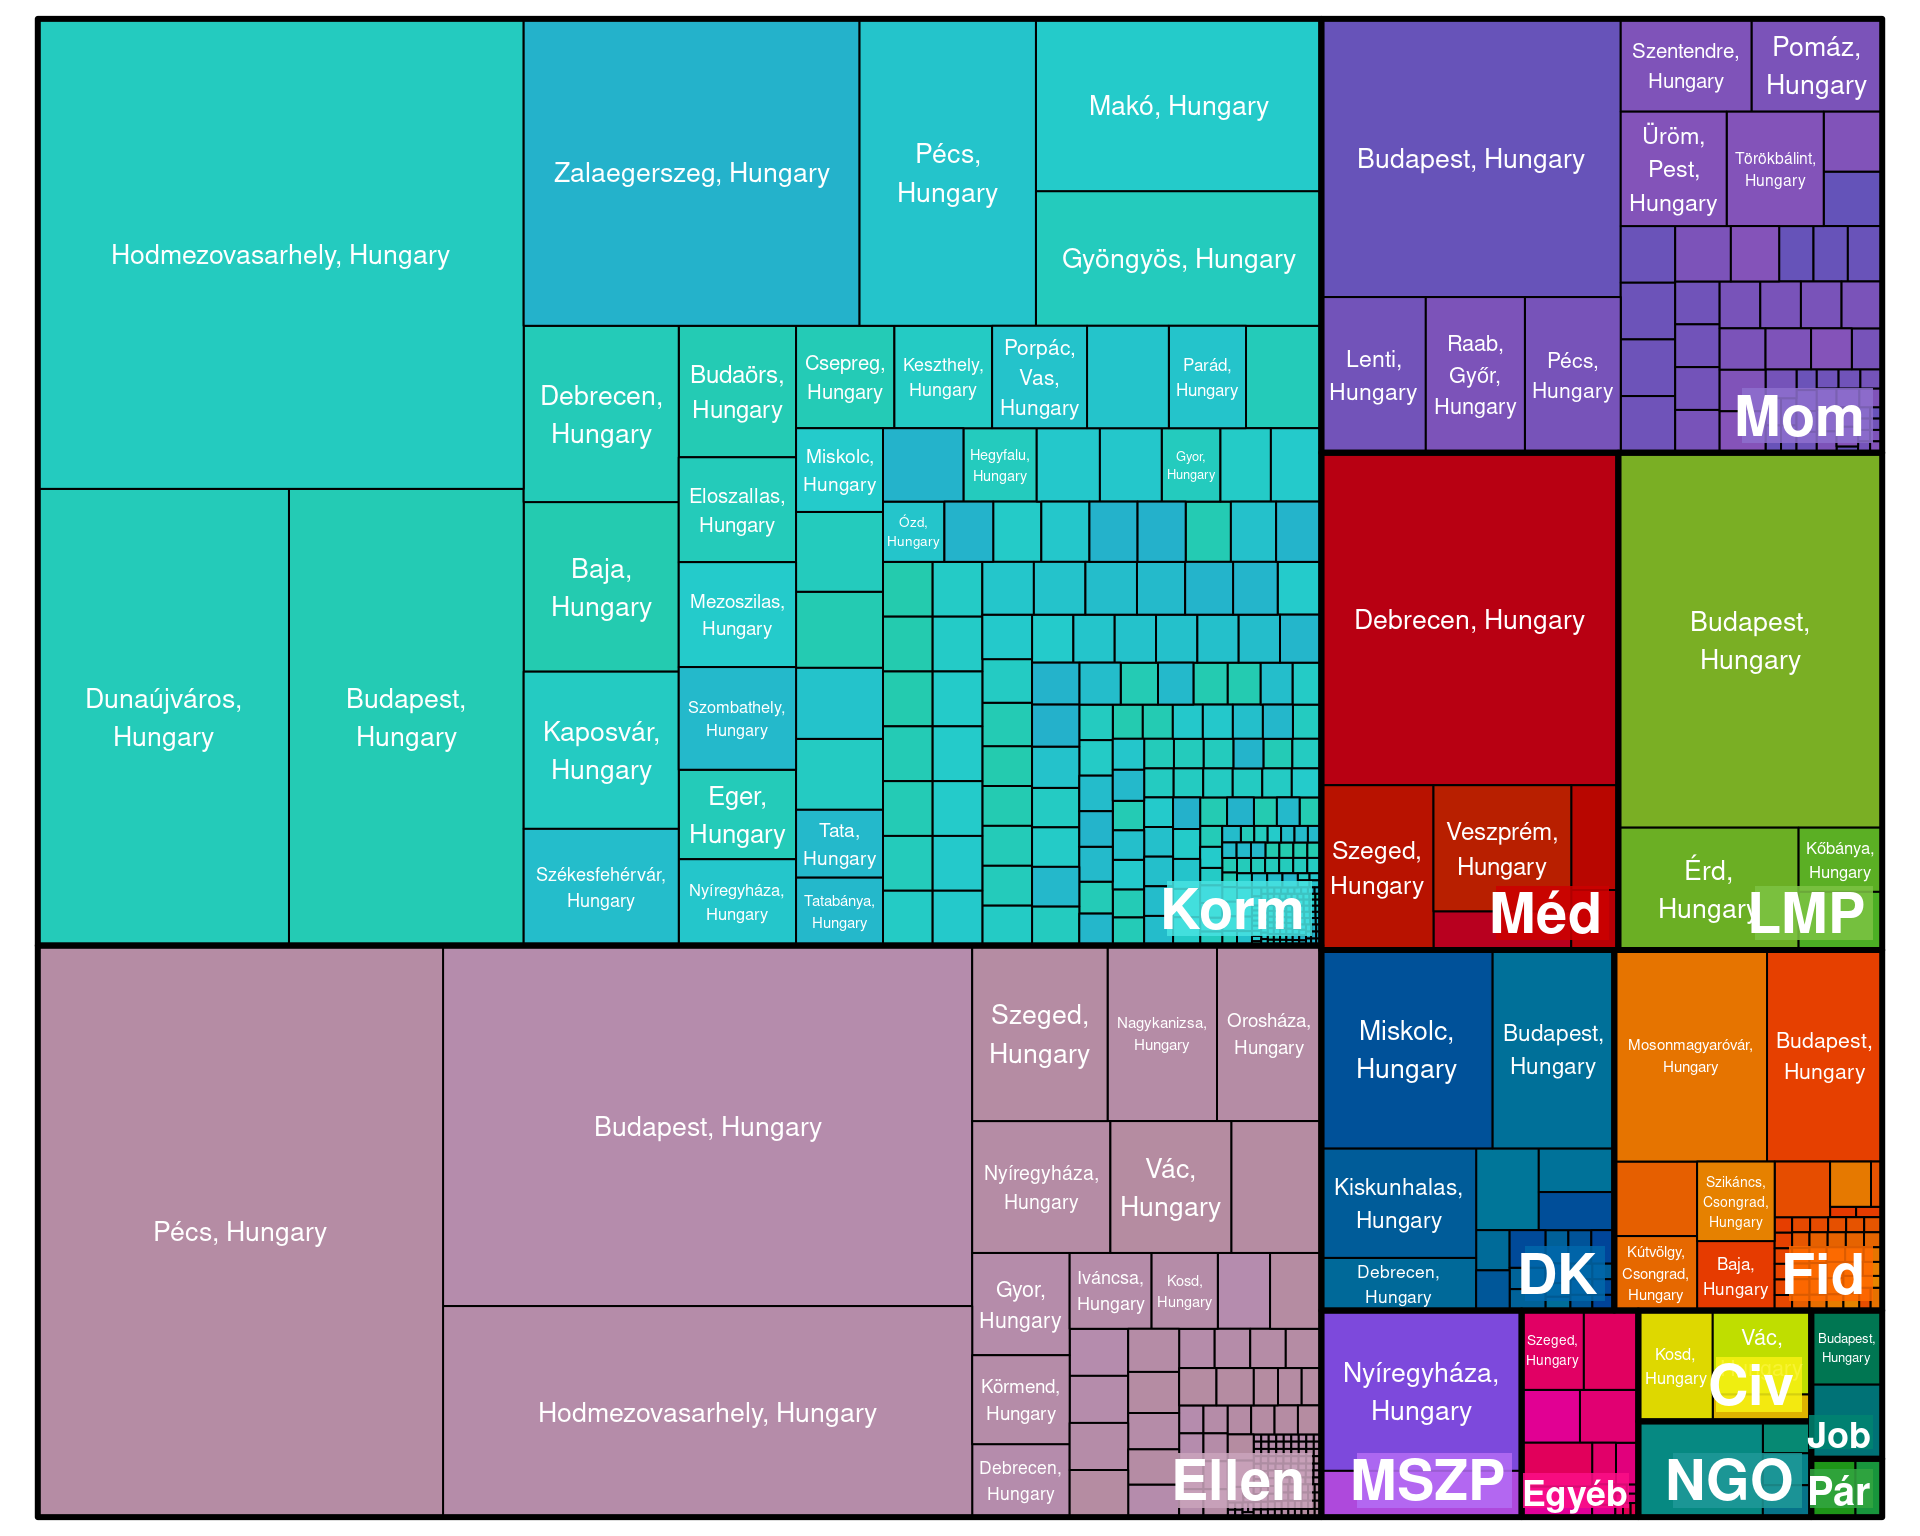 Hodmezovasarhely, Hungary
Zalaegerszeg, Hungary
Pécs,
Hungary
Makó, Hungary
Gyöngyös, Hungary
Dunaújváros,
Hungary
Budapest,
Hungary
Debrecen,
Hungary
Budaörs,
Hungary
Csepreg,
Hungary
Keszthely,
Hungary
Porpác,
Vas,
Hungary
Parád,
Hungary
Miskolc,
Hungary
Hegyfalu,
Hungary
Gyor,
Hungary
Eloszallas,
Hungary
Ózd,
Hungary
Baja,
Hungary
Mezoszilas,
Hungary
Kaposvár,
Hungary
Szombathely,
Hungary
Eger,
Hungary
Tata,
Hungary
Székesfehérvár,
Hungary
Nyíregyháza,
Hungary
Tatabánya,
Hungary
Korm
Pécs, Hungary
Budapest, Hungary
Hodmezovasarhely, Hungary
Szeged,
Hungary
Nagykanizsa,
Hungary
Orosháza,
Hungary
Nyíregyháza,
Hungary
Vác,
Hungary
Gyor,
Hungary
Iváncsa,
Hungary
Kosd,
Hungary
Körmend,
Hungary
Debrecen,
Hungary
Ellen
Budapest, Hungary
Szentendre,
Hungary
Pomáz,
Hungary
Üröm,
Pest,
Hungary
Törökbálint,
Hungary
Lenti,
Hungary
Raab,
Győr,
Hungary
Pécs,
Hungary
Mom
Debrecen, Hungary
Szeged,
Hungary
Veszprém,
Hungary
Méd
Budapest,
Hungary
Érd,
Hungary
Kőbánya,
Hungary
LMP
Miskolc,
Hungary
Budapest,
Hungary
Kiskunhalas,
Hungary
Debrecen,
Hungary
DK
Mosonmagyaróvár,
Hungary
Budapest,
Hungary
Szikáncs,
Csongrad,
Hungary
Kútvölgy,
Csongrad,
Hungary
Baja,
Hungary
Fid
Nyíregyháza,
Hungary
MSZP
Szeged,
Hungary
Egyéb
Kosd,
Hungary
Vác,
Civ
Budapest,
Hungary
Job
NGO
Pár